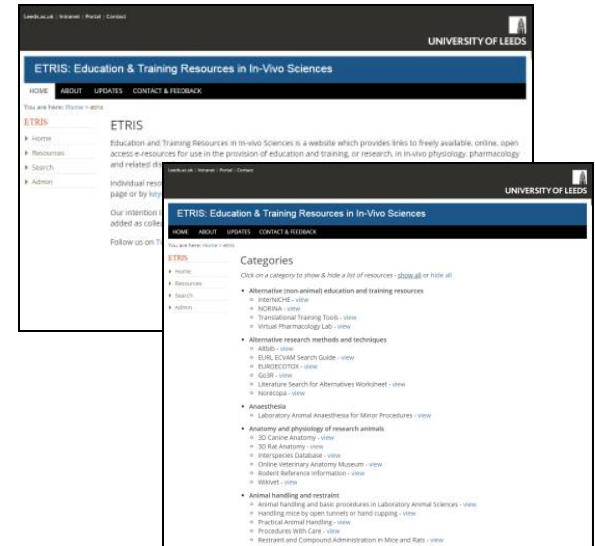 Leeds.ac.uk | Intranet | Portal | Contact
UNIVERSITY OF LEEDS
ETRIS: Education & Training Resources in In-Vivo Sciences
HOME ABOUT UPDATES CONTACT & FEEDBACK
You are here: Home > etris
ETRIS
Home
Resources
Search
Admin
ETRIS
Education and Training Resources in In-vivo Sciences is a website which provides links to freely available, online, open
access e-resources for use in the provision of education and training, or research, in in-vivo physiology, pharmacology
and related
Individual
page or by
Our intention
added as
Follow us on
Leeds.ac.uk | Intranet | Portal | Contact
UNIVERSITY OF LEEDS
ETRIS: Education & Training Resources in In-Vivo Sciences
HOME ABOUT UPDATES CONTACT & FEEDBACK
You are here: Home > etris
ETRIS
Home
Resources
Search
Admin
Categories
Click on a category to show & hide a list of resources - show all or hide all
Alternative (non-animal) education and training resources
InterNICHE - view
NORINA - view
Translational Training Tools - view
Virtual Pharmacology Lab - view
Alternative research methods and techniques
Altbib - view
EURL ECVAM Search Guide - view
EUROECOTOX - view
Go3R - view
Literature Search for Alternatives Worksheet - view
Norecopa - view
Anaesthesia
Laboratory Animal Anaesthesia for Minor Procedures - view
Anatomy and physiology of research animals
3D Canine Anatomy - view
3D Rat Anatomy - view
Interspecies Database - view
Online Veterinary Anatomy Museum - view
Rodent Reference Information - view
Wikivet - view
Animal handling and restraint
Animal handling and basic procedures in Laboratory Animal Sciences - view
Handling mice by open tunnels or hand cupping - view
Practical Animal Handling - view
Procedures With Care - view
Restraint and Compound Administration in Mice and Rats - view